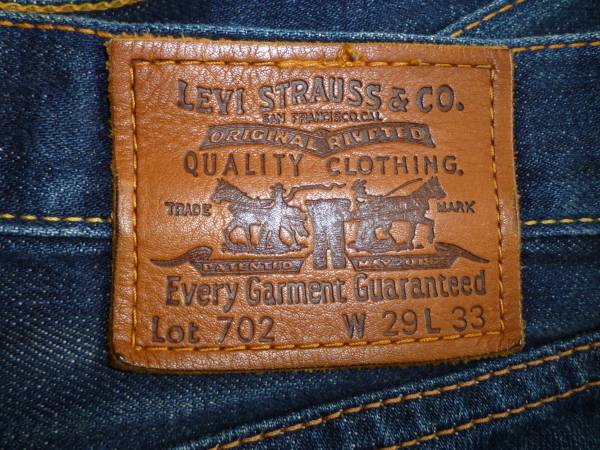 LEVI STRAUSS & CO.
SAN FRANCISCO, CAL.
ORIGINAL RIVETED
QUALITY CLOTHING.
TRADE MARK
PATENTED MAY 20 1873
Every Garment Guaranteed
Lot 702 W 29 L 33